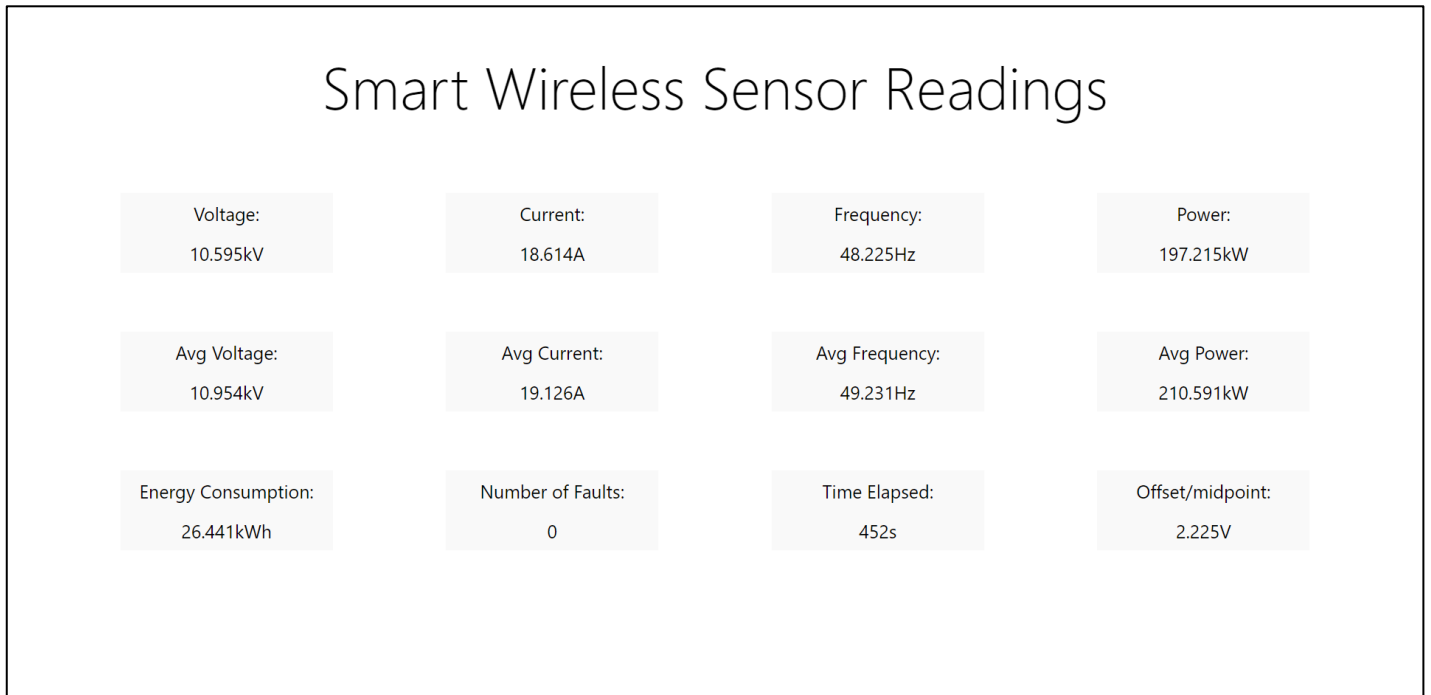 Smart Wireless Sensor Readings
Voltage:
10.595kV
Current:
18.614A
Frequency:
48.225Hz
Power:
197.215kW
Avg Voltage:
10.954kV
Avg Current:
19.126A
Avg Frequency:
49.231Hz
Avg Power:
210.591kW
Energy Consumption:
26.441kWh
Number of Faults:
0
Time Elapsed:
452s
Offset/midpoint:
2.225V